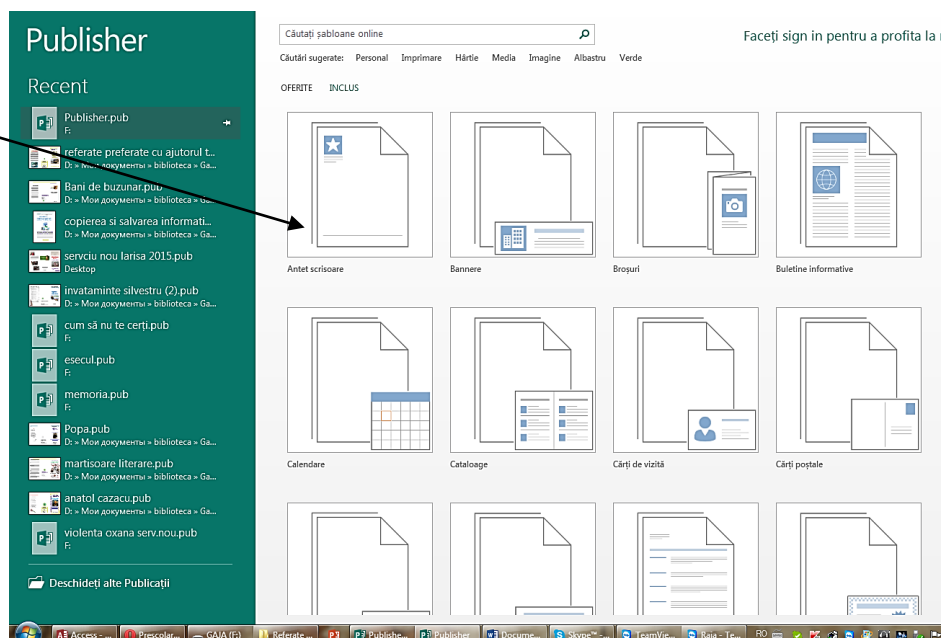 Publisher
Recent
Publisher.pub
F:
referate preferate cu ajutorul t...
D: » Мои документы » biblioteca » Ga...
Bani de buzunar.pub
D: » Мои документы » biblioteca » Ga...
copierea si salvarea informati...
D: » Мои документы » biblioteca » Ga...
servciu nou larisa 2015.pub
Desktop
invataminte silvestru (2).pub
D: » Мои документы » biblioteca » Ga...
cum să nu te cerți.pub
F:
esecul.pub
F:
memoria.pub
F:
Popa.pub
D: » Мои документы » biblioteca » Ga...
martisoare literare.pub
D: » Мои документы » biblioteca » Ga...
anatol cazacu.pub
D: » Мои документы » biblioteca » Ga...
violenta oxana serv.nou.pub
F:
Deschideți alte Publicații
Căutați șabloane online
Faceți sign in pentru a profita la
Căutări sugerate: Personal Imprimare Hârtie Media Imagine Albastru Verde
OFERITE INCLUS
Antet scrisoare Bannere Broșuri Buletine informative
Calendare Cataloage Cărți de vizită Cărți poștale
Access - ... Prescolar... GAJA (F:) Referate ... Publishe... Publisher Docume... Skype™ -... TeamVie... Raia - Te... RO